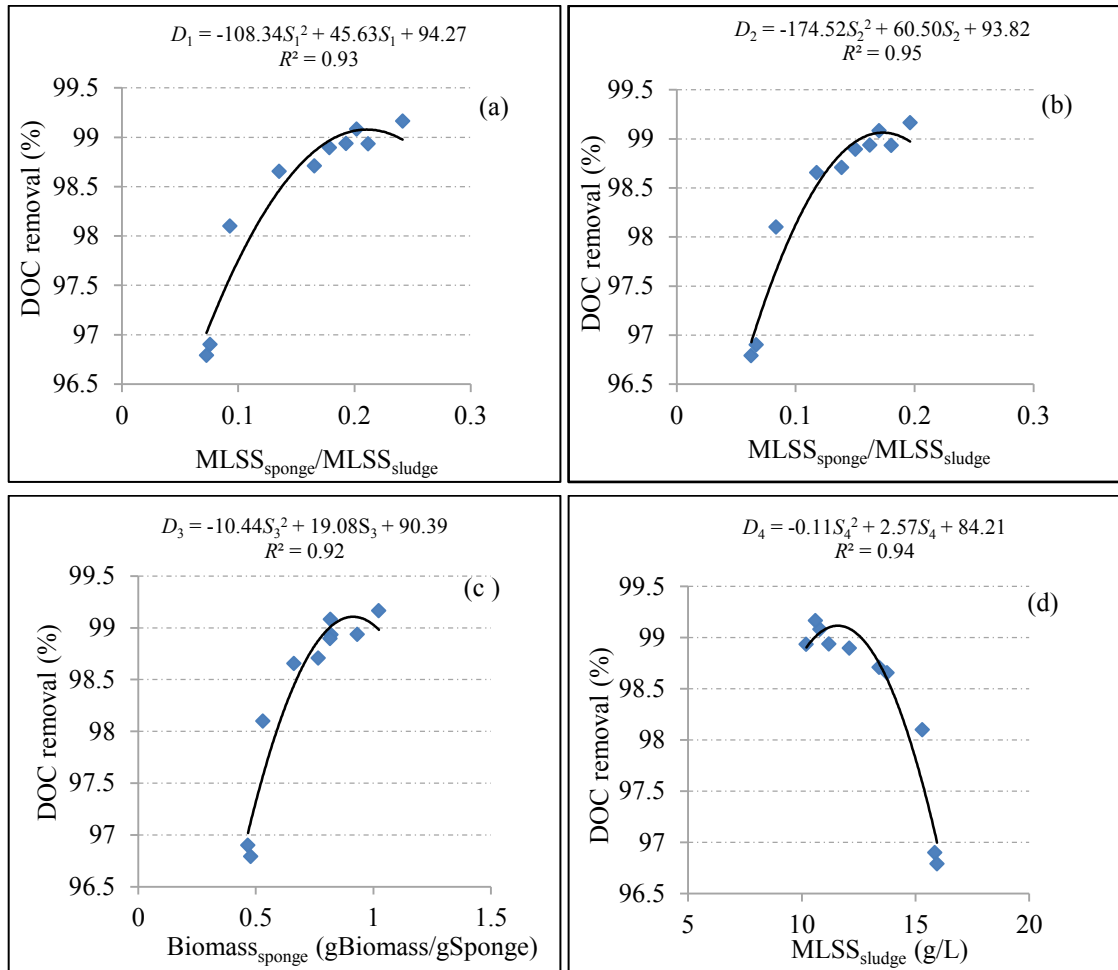 D₁ = -108.34S₁² + 45.63S₁ + 94.27
R² = 0.93
(a)
DOC removal (%)
99.5
99
98.5
98
97.5
97
96.5
0 0.1 0.2 0.3
MLSSsponge/MLSSsludge
D₂ = -174.52S₂² + 60.50S₂ + 93.82
R² = 0.95
(b)
DOC removal (%)
99.5
99
98.5
98
97.5
97
96.5
0 0.1 0.2 0.3
MLSSsponge/MLSSsludge
D₃ = -10.44S₃² + 19.08S₃ + 90.39
R² = 0.92
(c )
DOC removal (%)
99.5
99
98.5
98
97.5
97
96.5
0 0.5 1 1.5
Biomasssponge (gBiomass/gSponge)
D₄ = -0.11S₄² + 2.57S₄ + 84.21
R² = 0.94
(d)
DOC removal (%)
99.5
99
98.5
98
97.5
97
96.5
5 10 15 20
MLSSsludge (g/L)